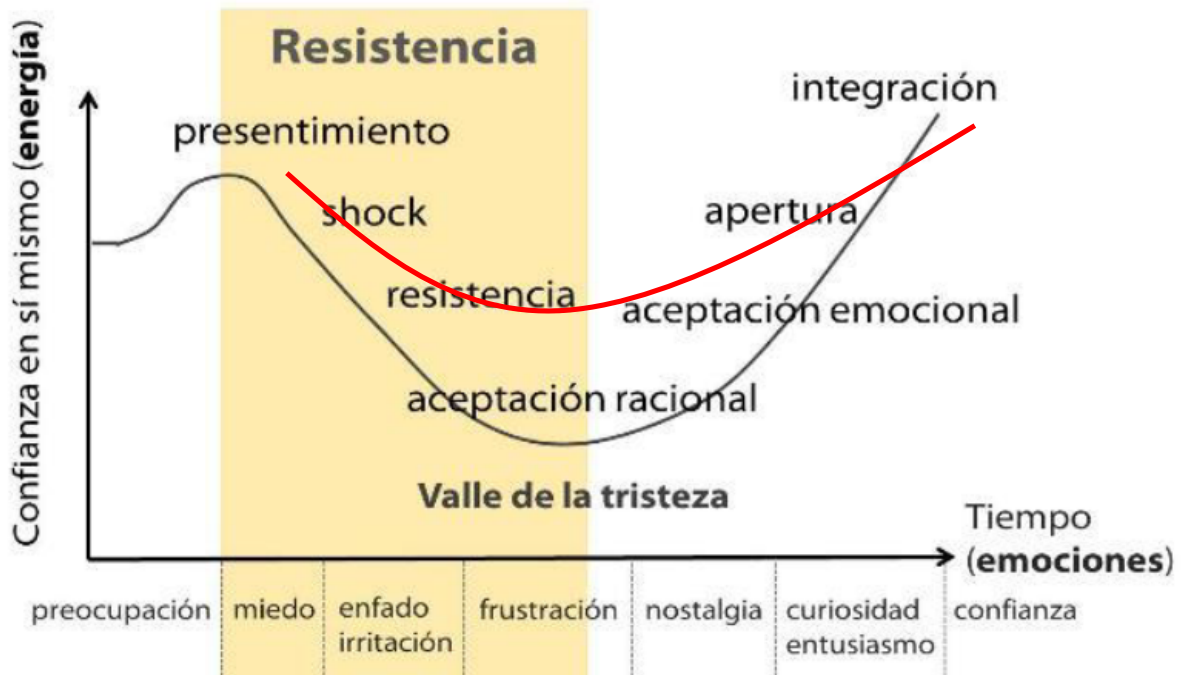 Resistencia
integración
presentimiento
shock
apertura
resistencia
aceptación emocional
aceptación racional
Valle de la tristeza
Confianza en sí mismo (energía)
Tiempo
(emociones)
preocupación
miedo
enfado
irritación
frustración
nostalgia
curiosidad
entusiasmo
confianza